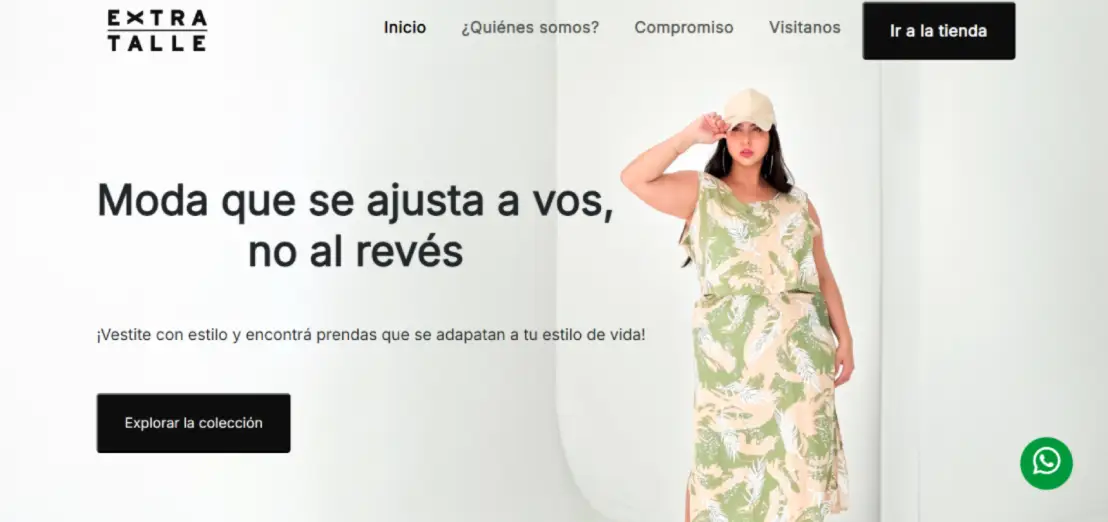 EXTRA
TALLE
Inicio
¿Quiénes somos?
Compromiso
Visitanos
Ir a la tienda
Moda que se ajusta a vos,
no al revés
¡Vestite con estilo y encontrá prendas que se adapatan a tu estilo de vida!
Explorar la colección